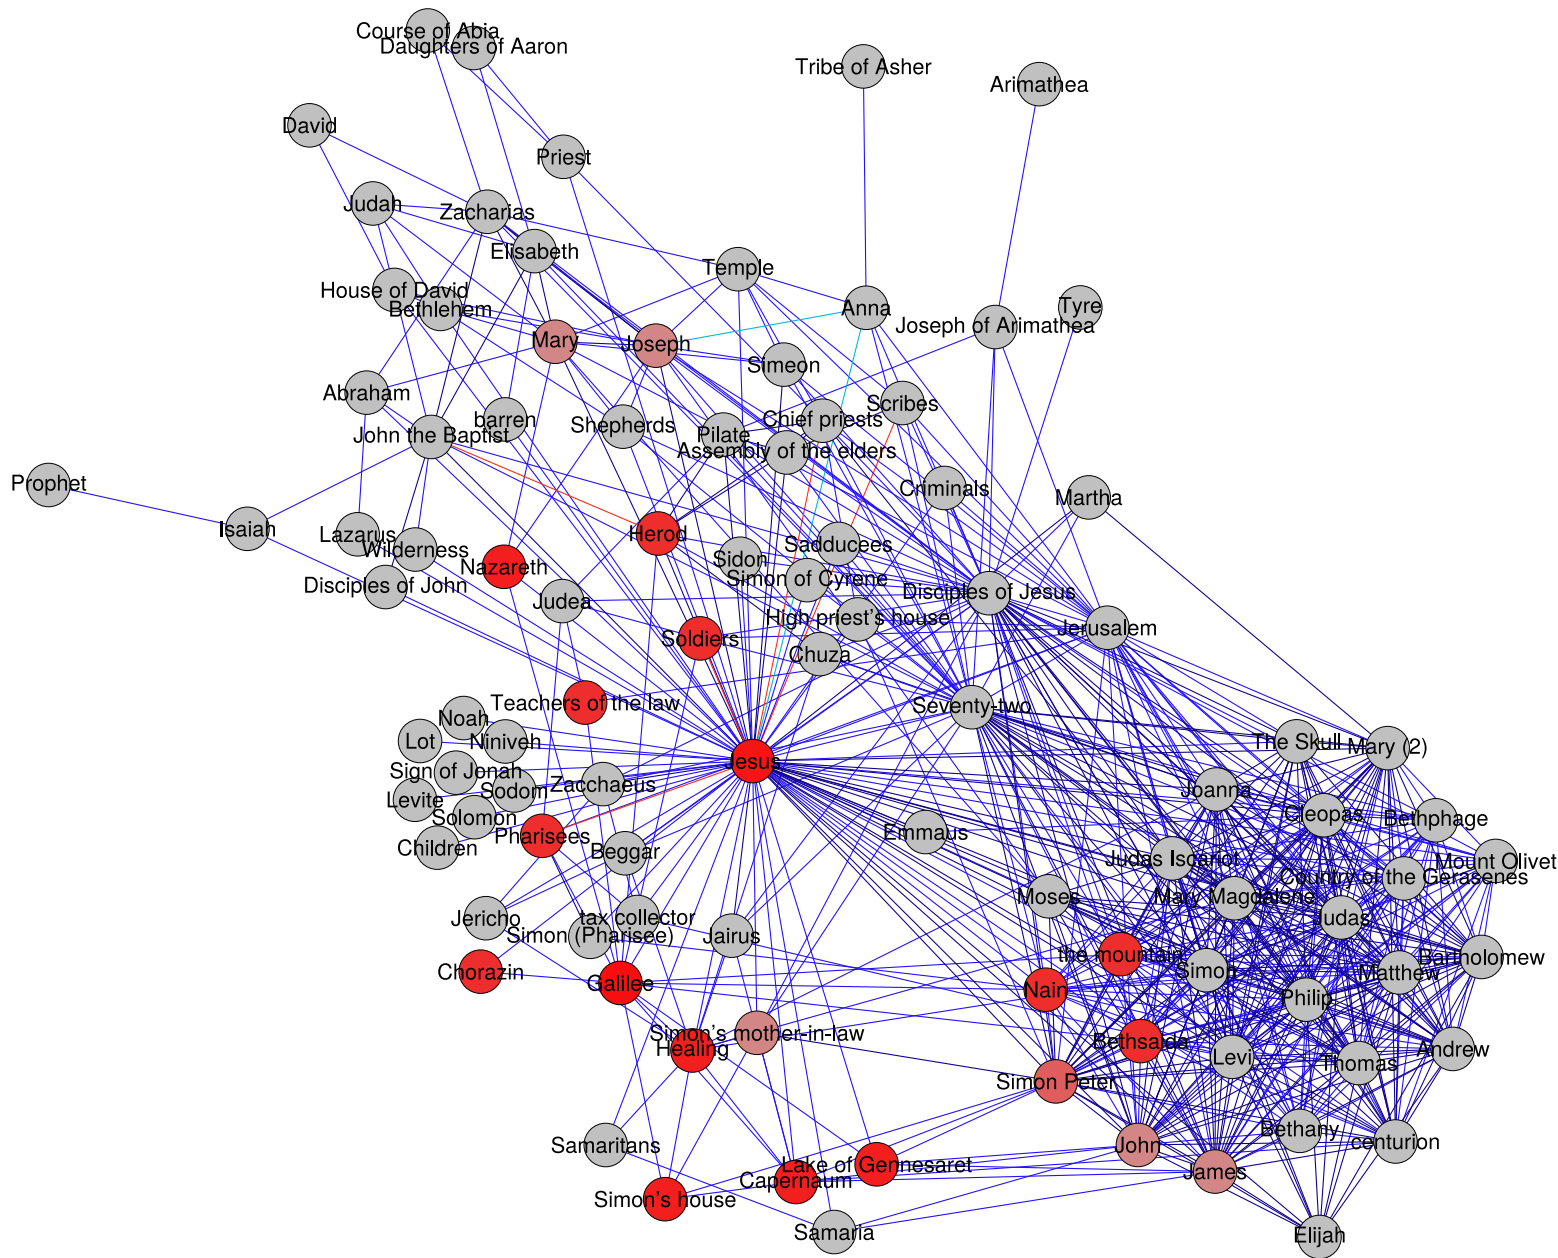 Course of Abia
Daughters of Aaron
Tribe of Asher
Arimathea
David
Priest
Judah
Zacharias
Elisabeth
Temple
House of David
Bethlehem
Anna
Tyre
Joseph of Arimathea
Mary
Joseph
Simeon
Abraham
Scribes
barren
Shepherds
Chief priests
John the Baptist
Pilate
Assembly of the elders
Prophet
Criminals
Martha
Isaiah
Lazarus
Herod
Wilderness
Sadducees
Nazareth
Sidon
Simon of Cyrene
Disciples of John
Disciples of Jesus
Judea
High priest's house
Jerusalem
Soldiers
Chuza
Teachers of the law
Seventy-two
Noah
Lot
Niniveh
The Skull
Mary (2)
Jesus
Sign of Jonah
Sodom
Zacchaeus
Joanna
Levite
Solomon
Cleopas
Bethphage
Children
Pharisees
Emmaus
Beggar
Judas Iscariot
Mount Olivet
Country of the Gerasenes
Moses
Mary Magdalene
Jericho
tax collector
Judas
Simon (Pharisee)
Jairus
the mountain
Bartholomew
Chorazin
Simon
Matthew
Galilee
Nain
Philip
Simon's mother-in-law
Healing
Bethsaida
Levi
Thomas
Andrew
Simon Peter
Bethany
centurion
Samaritans
John
Lake of Gennesaret
James
Capernaum
Simon's house
Samaria
Elijah